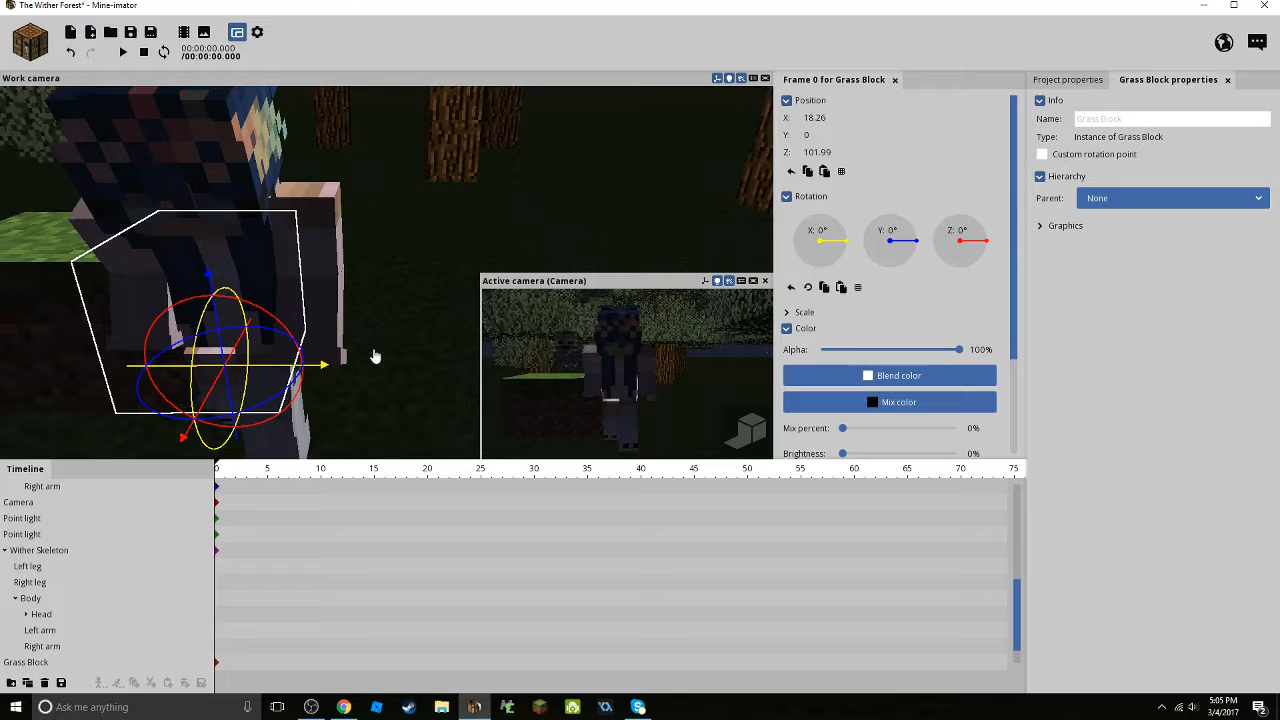 The Wither Forest* - Mine-imator
00:00:00.000
/00:00:00.000
Work camera
Frame 0 for Grass Block
Project properties
Grass Block properties
Position
X: 18.26
Y: 0
Z: 101.99
Rotation
X: 0°
Y: 0°
Z: 0°
Scale
Color
Alpha:
100%
Blend color
Mix color
Mix percent:
0%
Brightness:
0%
Info
Name:
Grass Block
Type:
Instance of Grass Block
Custom rotation point
Hierarchy
Parent:
None
Graphics
Active camera (Camera)
Timeline
0 5 10 15 20 25 30 35 40 45 50 55 60 65 70 75
Right arm
Camera
Point light
Point light
Wither Skeleton
Left leg
Right leg
Body
Head
Left arm
Right arm
Grass Block
Ask me anything
5:05 PM
3/4/2017
2